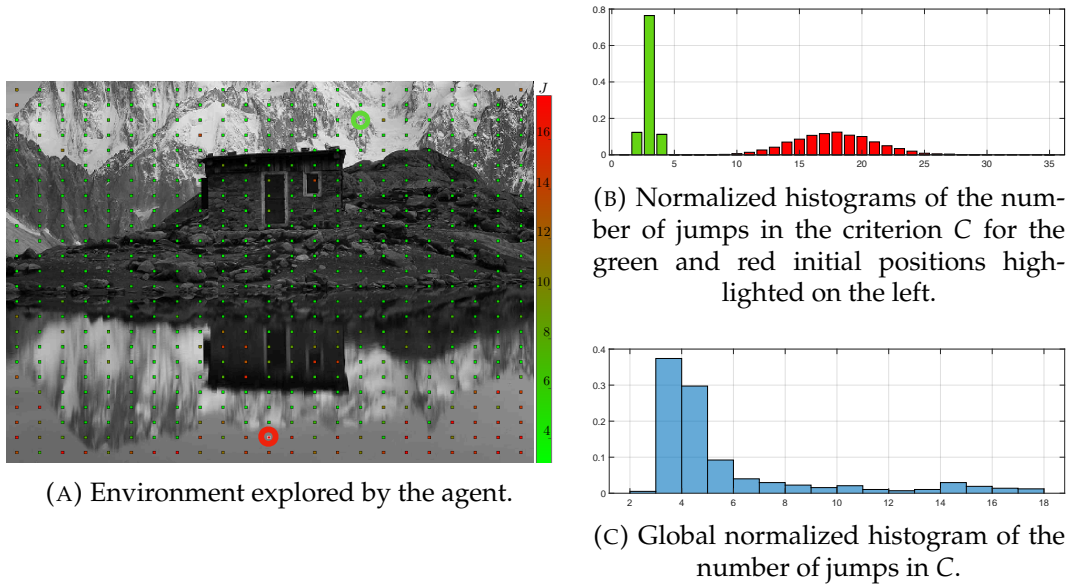 J
16
14
12
10
8
6
4
(A) Environment explored by the agent.
0.8
0.6
0.4
0.2
0
0 5 10 15 20 25 30 35
(B) Normalized histograms of the num-
ber of jumps in the criterion C for the
green and red initial positions high-
lighted on the left.
0.4
0.3
0.2
0.1
0
2 4 6 8 10 12 14 16 18
(C) Global normalized histogram of the
number of jumps in C.